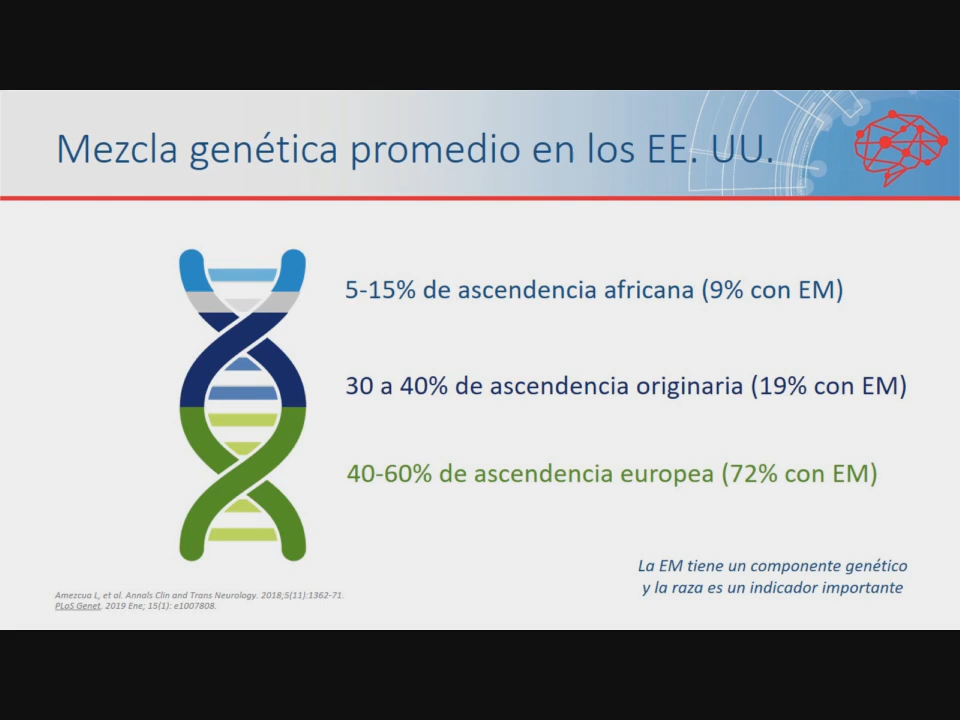 Mezcla genética promedio en los EE. UU.
5-15% de ascendencia africana (9% con EM)
30 a 40% de ascendencia originaria (19% con EM)
40-60% de ascendencia europea (72% con EM)
La EM tiene un componente genético
y la raza es un indicador importante
Amezcua L, et al. Annals Clin and Trans Neurology. 2018;5(11):1362-71.
PLoS Genet, 2019 Ene; 15(1): e1007808.